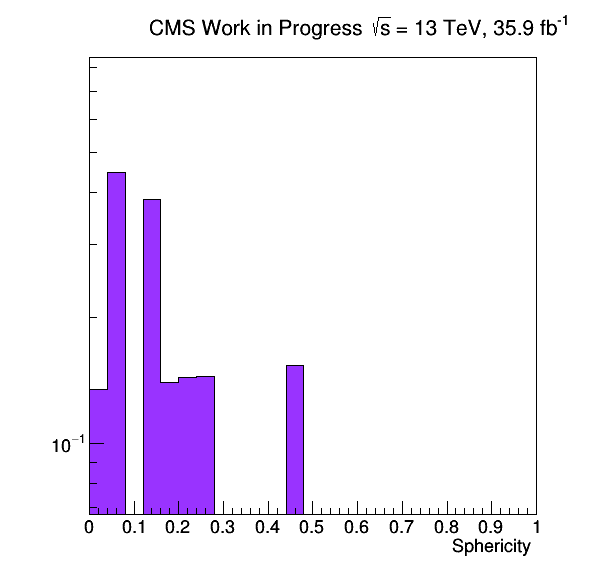 CMS Work in Progress √s = 13 TeV, 35.9 fb⁻¹
10⁻¹
0 0.1 0.2 0.3 0.4 0.5 0.6 0.7 0.8 0.9 1
Sphericity